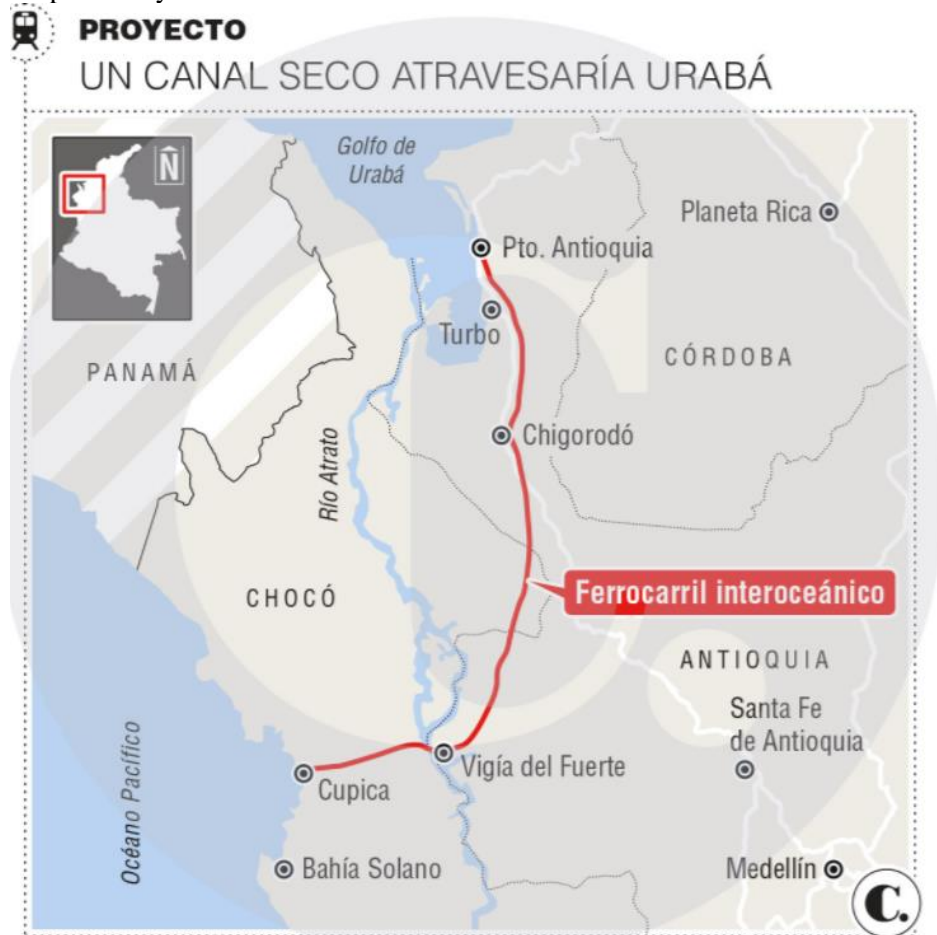 PROYECTO
UN CANAL SECO ATRAVESARÍA URABÁ
N
Golfo de
Urabá
Planeta Rica
Pto. Antioquia
Turbo
CÓRDOBA
PANAMÁ
Chigorodó
Río Atrato
CHOCÓ
Ferrocarril interoceánico
ANTIOQUIA
Santa Fe
de Antioquia
Océano Pacífico
Vigía del Fuerte
Cupica
Bahía Solano
Medellín
C.